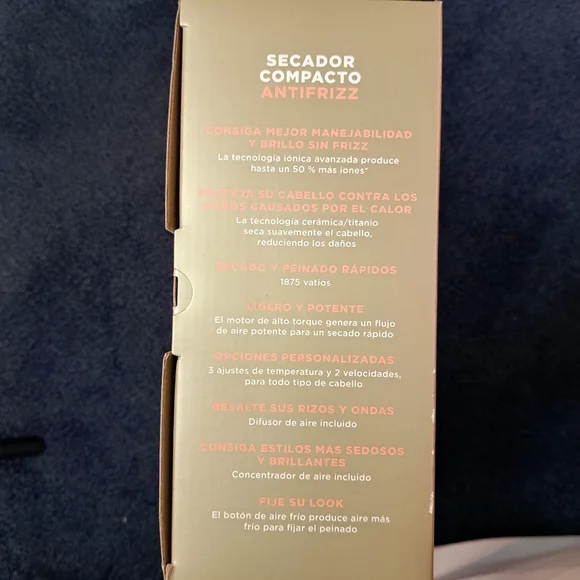 SECADOR
COMPACTO
ANTIFRIZZ
CONSIGA MEJOR MANEJABILIDAD
Y BRILLO SIN FRIZZ
La tecnología iónica avanzada produce
hasta un 50 % más iones*
PROTEJA SU CABELLO CONTRA LOS
DAÑOS CAUSADOS POR EL CALOR
La tecnología cerámica/titanio
seca suavemente el cabello,
reduciendo los daños
SECADO Y PEINADO RÁPIDOS
1875 vatios
LIGERO Y POTENTE
El motor de alto torque genera un flujo
de aire potente para un secado rápido
OPCIONES PERSONALIZADAS
3 ajustes de temperatura y 2 velocidades,
para todo tipo de cabello
RESALTE SUS RIZOS Y ONDAS
Difusor de aire incluido
CONSIGA ESTILOS MÁS SEDOSOS
Y BRILLANTES
Concentrador de aire incluido
FIJE SU LOOK
El botón de aire frío produce aire más
frío para fijar el peinado